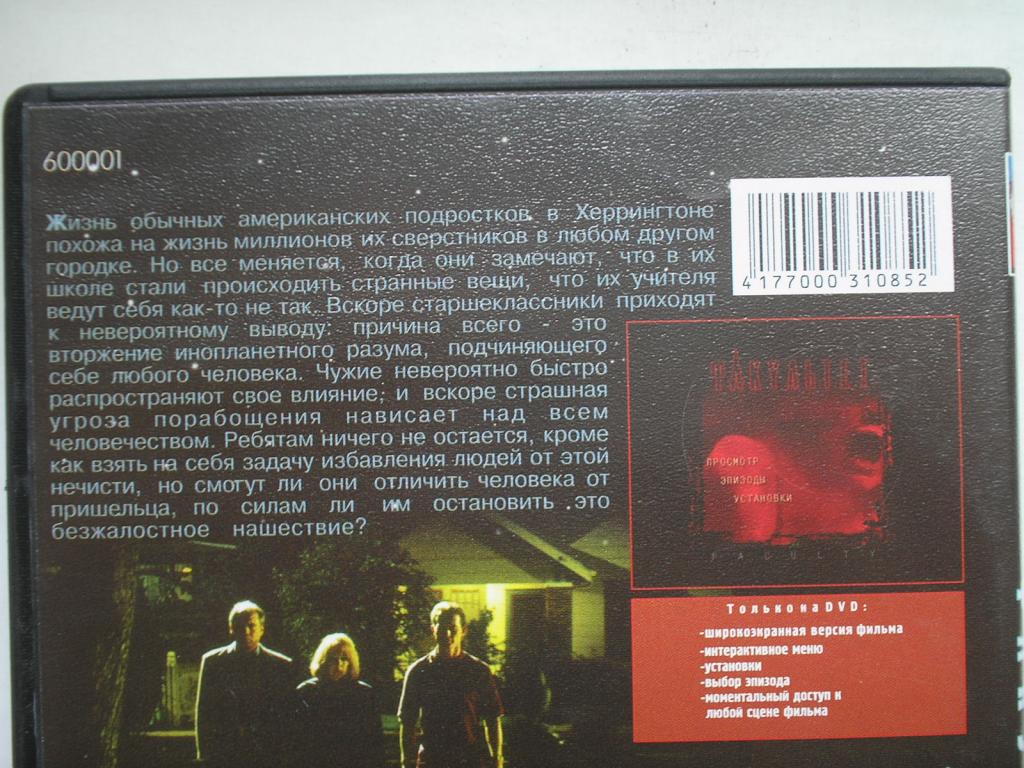 600001
Жизнь обычных американских подростков в Херрингтоне
похожа на жизнь миллионов их сверстников в любом другом
городке. Но все меняется, когда они замечают, что в их
школе стали происходить странные вещи, что их учителя
ведут себя как-то не так. Вскоре старшеклассники приходят
к невероятному выводу: причина всего - это
вторжение инопланетного разума, подчиняющего
себе любого человека. Чужие невероятно быстро
распространяют свое влияние, и вскоре страшная
угроза порабощения нависает над всем
человечеством. Ребятам ничего не остается, кроме
как взять на себя задачу избавления людей от этой
нечисти, но смогут ли они отличить человека от
пришельца, по силам ли им остановить это
безжалостное нашествие?
4 177000 310852
ПРОСМОТР
ЭПИЗОДЫ
УСТАНОВКИ
FACULTY
Только на DVD:
-широкоэкранная версия фильма
-интерактивное меню
-установки
-выбор эпизода
-моментальный доступ к
любой сцене фильма